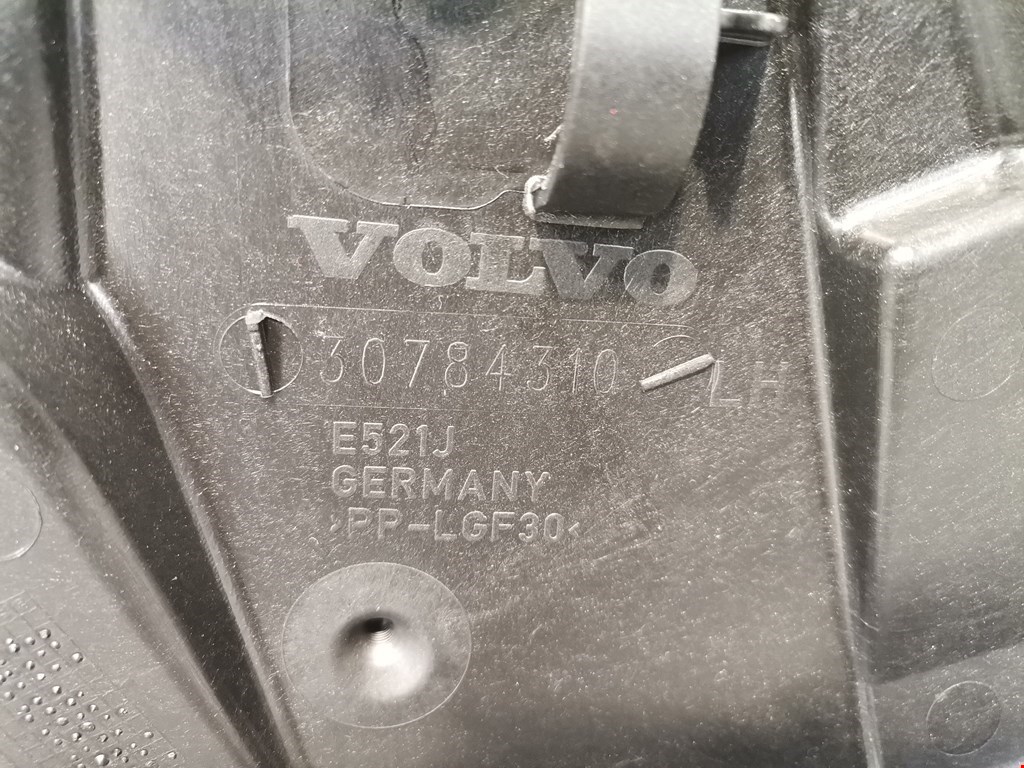 VOLVO
30784310 LH
E521J
GERMANY
>PP-LGF30<